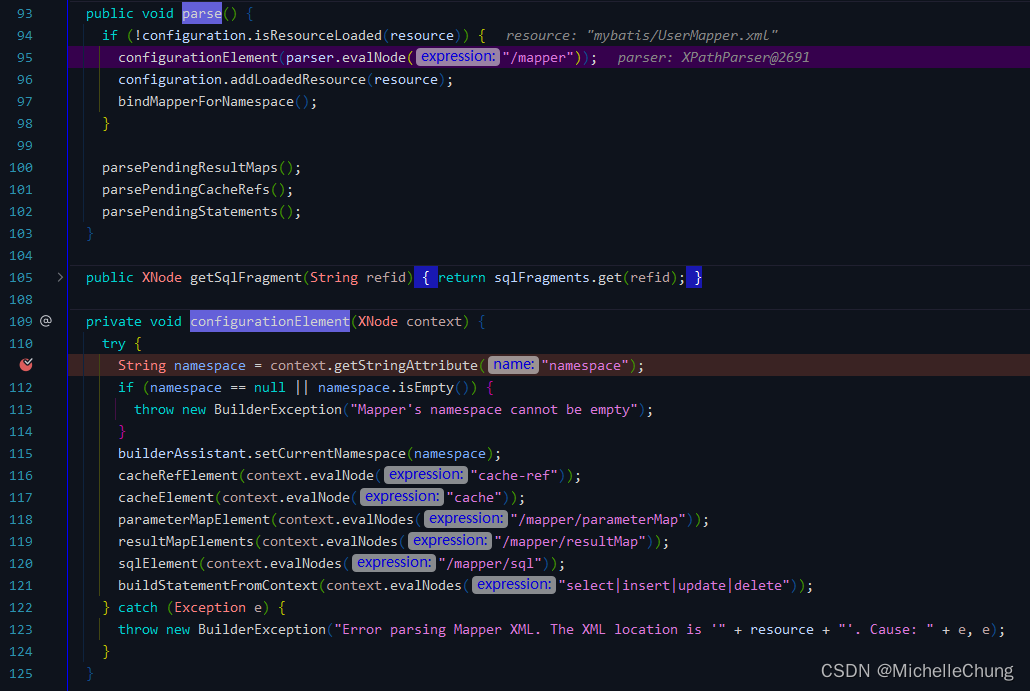 93 public void parse() {
94 if (!configuration.isResourceLoaded(resource)) { resource: "mybatis/UserMapper.xml"
95 configurationElement(parser.evalNode( expression: "/mapper")); parser: XPathParser@2691
96 configuration.addLoadedResource(resource);
97 bindMapperForNamespace();
98 }
99
100 parsePendingResultMaps();
101 parsePendingCacheRefs();
102 parsePendingStatements();
103 }
104
105 public XNode getSqlFragment(String refid) { return sqlFragments.get(refid); }
108
109 @ private void configurationElement(XNode context) {
110 try {
String namespace = context.getStringAttribute( name: "namespace");
112 if (namespace == null || namespace.isEmpty()) {
113 throw new BuilderException("Mapper's namespace cannot be empty");
114 }
115 builderAssistant.setCurrentNamespace(namespace);
116 cacheRefElement(context.evalNode( expression: "cache-ref"));
117 cacheElement(context.evalNode( expression: "cache"));
118 parameterMapElement(context.evalNodes( expression: "/mapper/parameterMap"));
119 resultMapElements(context.evalNodes( expression: "/mapper/resultMap"));
120 sqlElement(context.evalNodes( expression: "/mapper/sql"));
121 buildStatementFromContext(context.evalNodes( expression: "select|insert|update|delete"));
122 } catch (Exception e) {
123 throw new BuilderException("Error parsing Mapper XML. The XML location is '" + resource + "'. Cause: " + e, e);
124 }
125 }
CSDN @MichelleChung